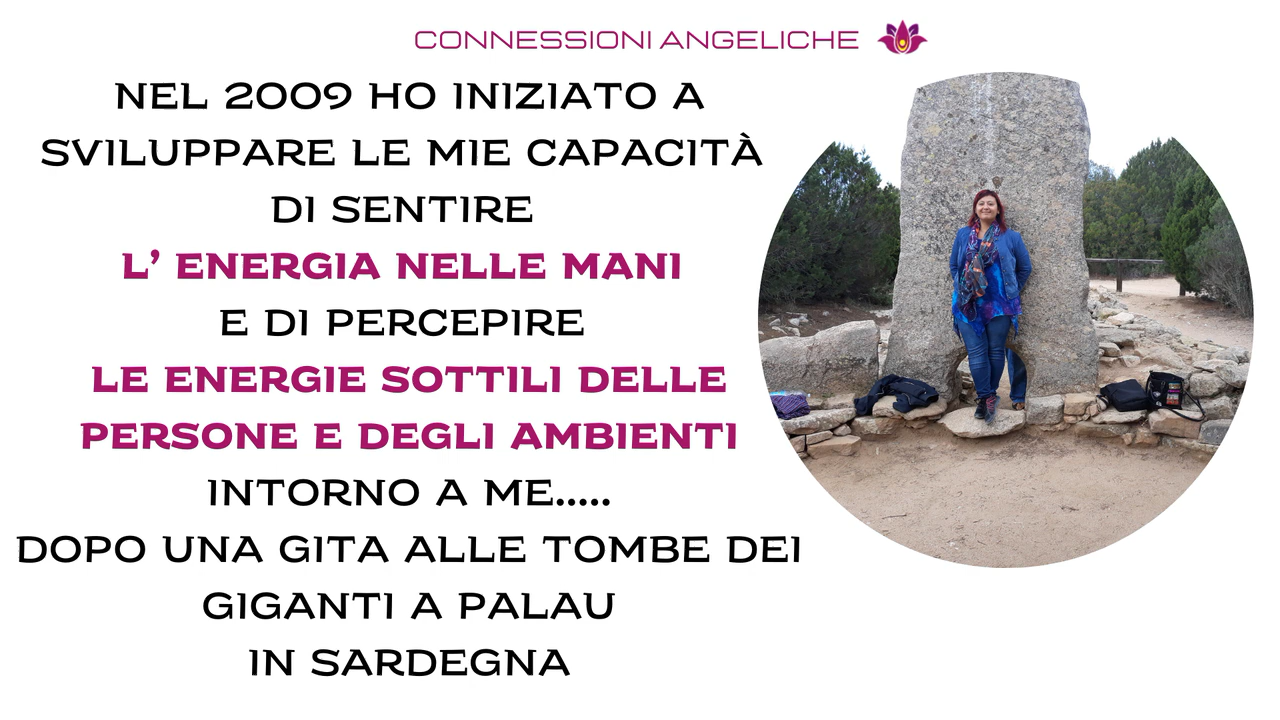 CONNESSIONI ANGELICHE
NEL 2009 HO INIZIATO A
SVILUPPARE LE MIE CAPACITÀ
DI SENTIRE
L’ ENERGIA NELLE MANI
E DI PERCEPIRE
LE ENERGIE SOTTILI DELLE
PERSONE E DEGLI AMBIENTI
INTORNO A ME.....
DOPO UNA GITA ALLE TOMBE DEI
GIGANTI A PALAU
IN SARDEGNA